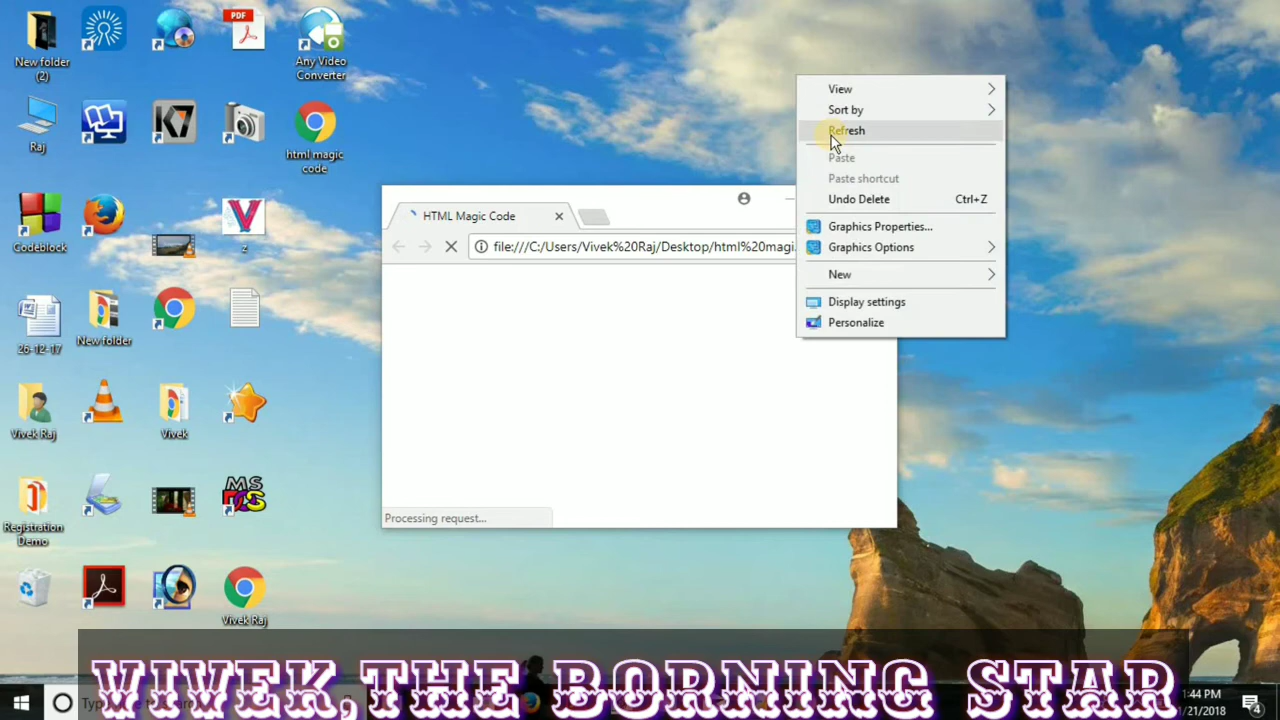 New folder
(2)
PDF
Any Video
Converter
Raj
K7
html magic
code
Codeblock
z
26-12-17
New folder
Vivek Raj
Vivek
MS
Registration
Demo
Vivek Raj
HTML Magic Code
file:///C:/Users/Vivek%20Raj/Desktop/html%20magi
Processing request...
View
Sort by
Refresh
Paste
Paste shortcut
Undo Delete Ctrl+Z
Graphics Properties...
Graphics Options
New
Display settings
Personalize
VIVEK,THE BORNING STAR
1:44 PM
1/21/2018
4